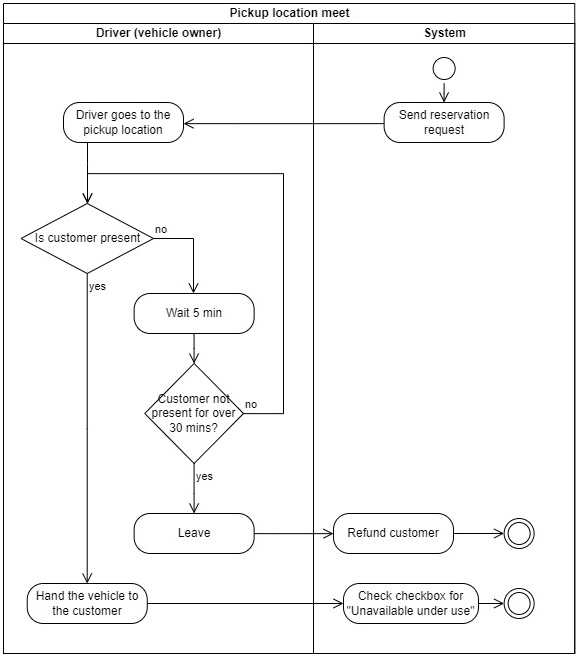 Pickup location meet
Driver (vehicle owner)
System
Driver goes to the
pickup location
Send reservation
request
Is customer present
no
yes
Wait 5 min
Customer not
present for over
30 mins?
no
yes
Leave
Refund customer
Hand the vehicle to
the customer
Check checkbox for
"Unavailable under use"